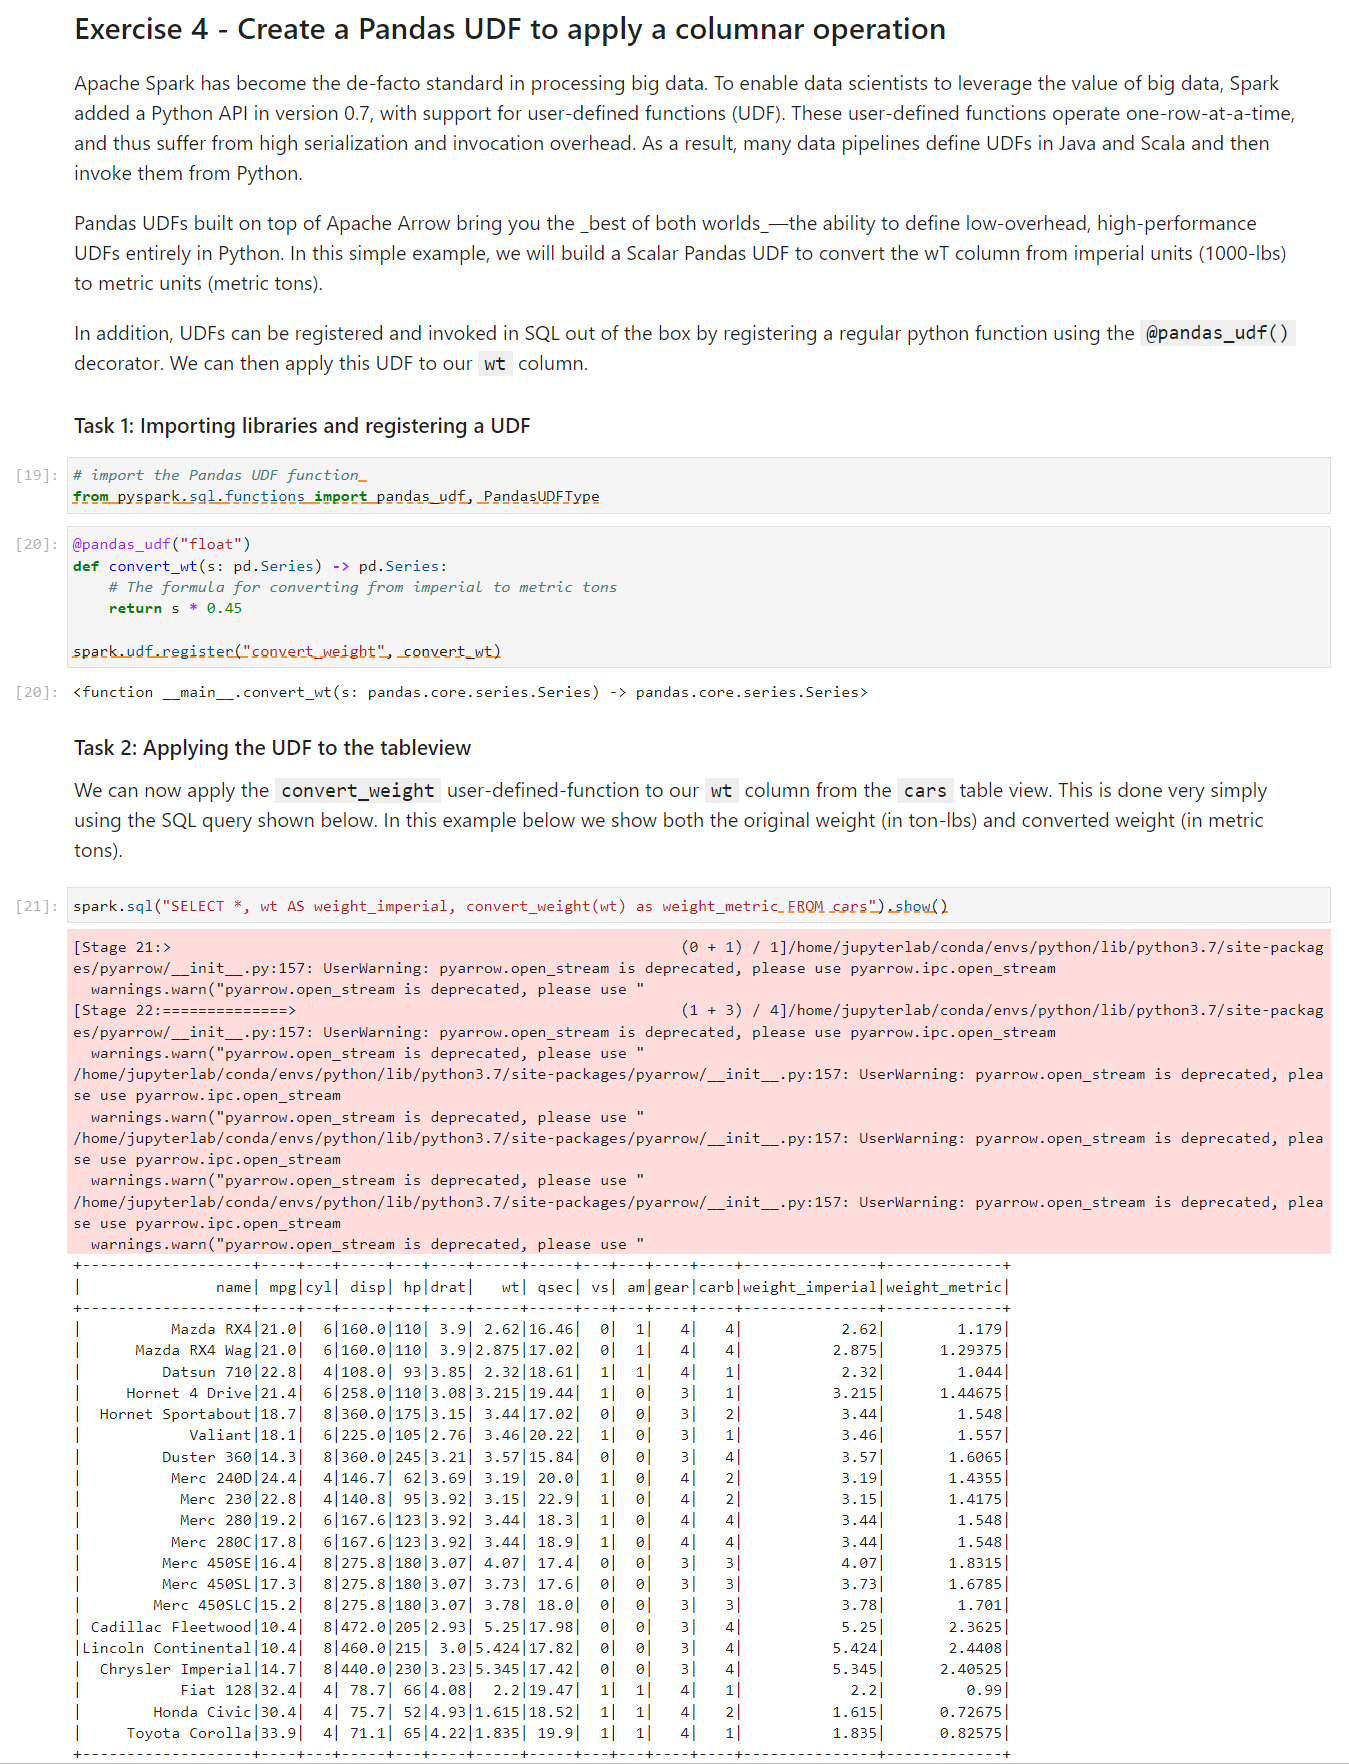 Exercise 4 - Create a Pandas UDF to apply a columnar operation
Apache Spark has become the de-facto standard in processing big data. To enable data scientists to leverage the value of big data, Spark
added a Python API in version 0.7, with support for user-defined functions (UDF). These user-defined functions operate one-row-at-a-time,
and thus suffer from high serialization and invocation overhead. As a result, many data pipelines define UDFs in Java and Scala and then
invoke them from Python.
Pandas UDFs built on top of Apache Arrow bring you the _best of both worlds_—the ability to define low-overhead, high-performance
UDFs entirely in Python. In this simple example, we will build a Scalar Pandas UDF to convert the wT column from imperial units (1000-lbs)
to metric units (metric tons).
In addition, UDFs can be registered and invoked in SQL out of the box by registering a regular python function using the @pandas_udf()
decorator. We can then apply this UDF to our wt column.
Task 1: Importing libraries and registering a UDF
[19]: # import the Pandas UDF function
from pyspark.sql.functions import pandas_udf, PandasUDFType
[20]: @pandas_udf("float")
def convert_wt(s: pd.Series) -> pd.Series:
    # The formula for converting from imperial to metric tons
    return s * 0.45
spark.udf.register("convert_weight", convert_wt)
[20]: <function __main__.convert_wt(s: pandas.core.series.Series) -> pandas.core.series.Series>
Task 2: Applying the UDF to the tableview
We can now apply the convert_weight user-defined-function to our wt column from the cars table view. This is done very simply
using the SQL query shown below. In this example below we show both the original weight (in ton-lbs) and converted weight (in metric
tons).
[21]: spark.sql("SELECT *, wt AS weight_imperial, convert_weight(wt) as weight_metric FROM cars").show()
[Stage 21:>                                                         (0 + 1) / 1]/home/jupyterlab/conda/envs/python/lib/python3.7/site-packag
es/pyarrow/__init__.py:157: UserWarning: pyarrow.open_stream is deprecated, please use pyarrow.ipc.open_stream
  warnings.warn("pyarrow.open_stream is deprecated, please use "
[Stage 22:==============>                                           (1 + 3) / 4]/home/jupyterlab/conda/envs/python/lib/python3.7/site-packag
es/pyarrow/__init__.py:157: UserWarning: pyarrow.open_stream is deprecated, please use pyarrow.ipc.open_stream
  warnings.warn("pyarrow.open_stream is deprecated, please use "
/home/jupyterlab/conda/envs/python/lib/python3.7/site-packages/pyarrow/__init__.py:157: UserWarning: pyarrow.open_stream is deprecated, plea
se use pyarrow.ipc.open_stream
  warnings.warn("pyarrow.open_stream is deprecated, please use "
/home/jupyterlab/conda/envs/python/lib/python3.7/site-packages/pyarrow/__init__.py:157: UserWarning: pyarrow.open_stream is deprecated, plea
se use pyarrow.ipc.open_stream
  warnings.warn("pyarrow.open_stream is deprecated, please use "
/home/jupyterlab/conda/envs/python/lib/python3.7/site-packages/pyarrow/__init__.py:157: UserWarning: pyarrow.open_stream is deprecated, plea
se use pyarrow.ipc.open_stream
  warnings.warn("pyarrow.open_stream is deprecated, please use "
+-------------------+----+---+-----+---+----+-----+-----+---+---+----+----+---------------+-------------+
|               name| mpg|cyl| disp| hp|drat|   wt| qsec| vs| am|gear|carb|weight_imperial|weight_metric|
+-------------------+----+---+-----+---+----+-----+-----+---+---+----+----+---------------+-------------+
|          Mazda RX4|21.0|  6|160.0|110| 3.9| 2.62|16.46|  0|  1|   4|   4|           2.62|        1.179|
|      Mazda RX4 Wag|21.0|  6|160.0|110| 3.9|2.875|17.02|  0|  1|   4|   4|          2.875|      1.29375|
|         Datsun 710|22.8|  4|108.0| 93|3.85| 2.32|18.61|  1|  1|   4|   1|           2.32|        1.044|
|     Hornet 4 Drive|21.4|  6|258.0|110|3.08|3.215|19.44|  1|  0|   3|   1|          3.215|      1.44675|
|  Hornet Sportabout|18.7|  8|360.0|175|3.15| 3.44|17.02|  0|  0|   3|   2|           3.44|        1.548|
|            Valiant|18.1|  6|225.0|105|2.76| 3.46|20.22|  1|  0|   3|   1|           3.46|        1.557|
|         Duster 360|14.3|  8|360.0|245|3.21| 3.57|15.84|  0|  0|   3|   4|           3.57|       1.6065|
|          Merc 240D|24.4|  4|146.7| 62|3.69| 3.19| 20.0|  1|  0|   4|   2|           3.19|       1.4355|
|           Merc 230|22.8|  4|140.8| 95|3.92| 3.15| 22.9|  1|  0|   4|   2|           3.15|       1.4175|
|           Merc 280|19.2|  6|167.6|123|3.92| 3.44| 18.3|  1|  0|   4|   4|           3.44|        1.548|
|          Merc 280C|17.8|  6|167.6|123|3.92| 3.44| 18.9|  1|  0|   4|   4|           3.44|        1.548|
|         Merc 450SE|16.4|  8|275.8|180|3.07| 4.07| 17.4|  0|  0|   3|   3|           4.07|       1.8315|
|         Merc 450SL|17.3|  8|275.8|180|3.07| 3.73| 17.6|  0|  0|   3|   3|           3.73|       1.6785|
|        Merc 450SLC|15.2|  8|275.8|180|3.07| 3.78| 18.0|  0|  0|   3|   3|           3.78|        1.701|
| Cadillac Fleetwood|10.4|  8|472.0|205|2.93| 5.25|17.98|  0|  0|   3|   4|           5.25|       2.3625|
|Lincoln Continental|10.4|  8|460.0|215| 3.0|5.424|17.82|  0|  0|   3|   4|          5.424|       2.4408|
|  Chrysler Imperial|14.7|  8|440.0|230|3.23|5.345|17.42|  0|  0|   3|   4|          5.345|      2.40525|
|           Fiat 128|32.4|  4| 78.7| 66|4.08|  2.2|19.47|  1|  1|   4|   1|            2.2|         0.99|
|        Honda Civic|30.4|  4| 75.7| 52|4.93|1.615|18.52|  1|  1|   4|   2|          1.615|      0.72675|
|     Toyota Corolla|33.9|  4| 71.1| 65|4.22|1.835| 19.9|  1|  1|   4|   1|          1.835|      0.82575|
+-------------------+----+---+-----+---+----+-----+-----+---+---+----+----+---------------+-------------+